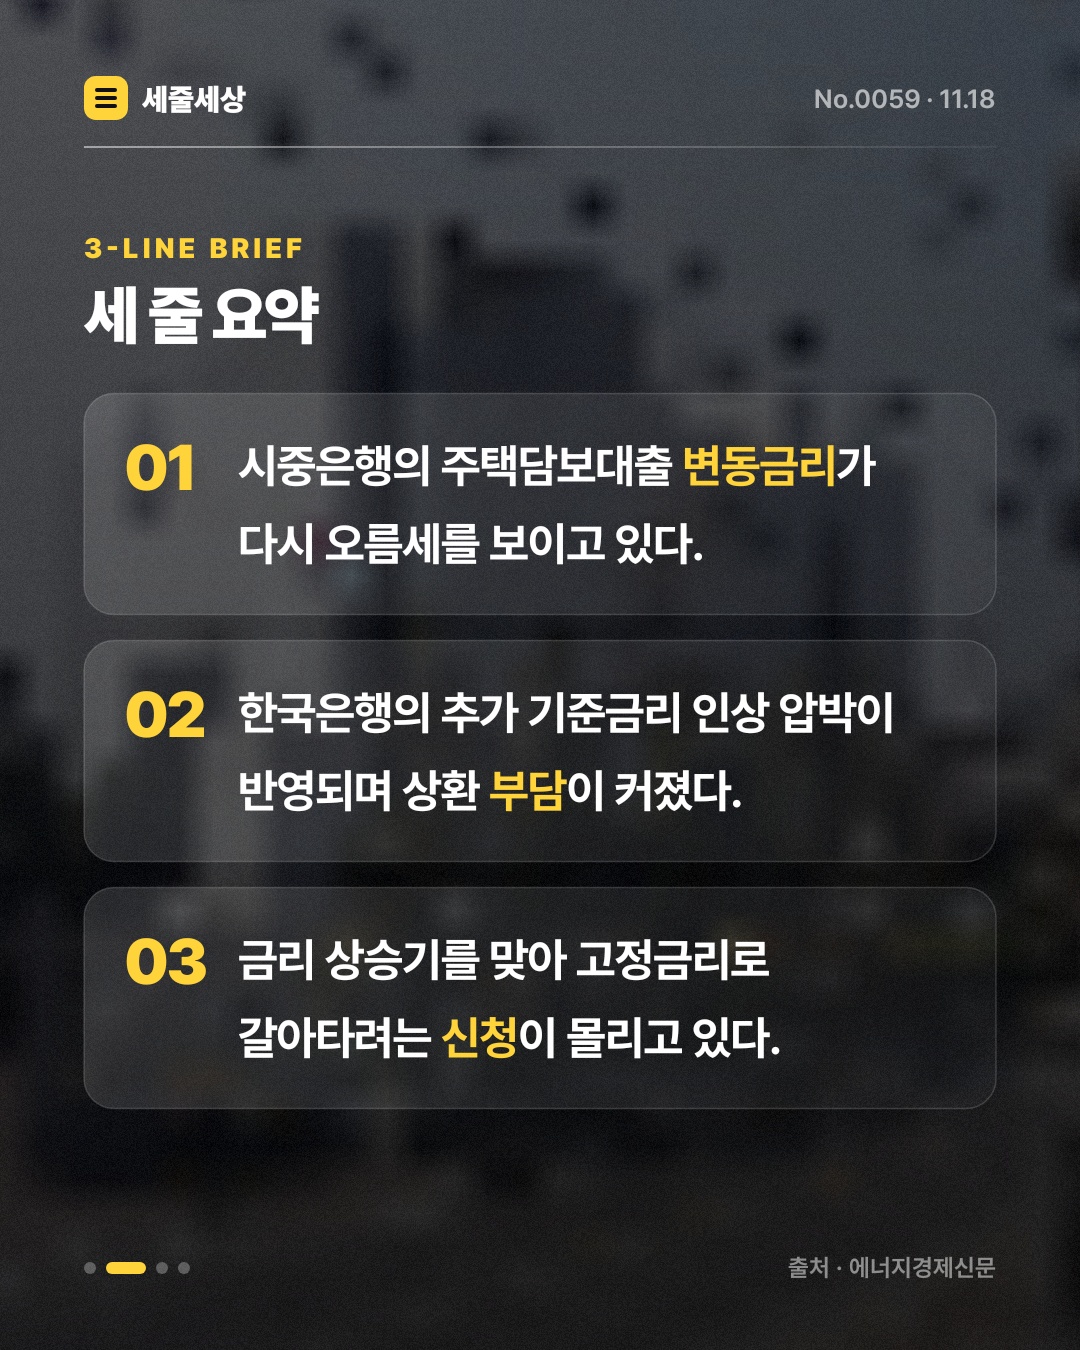 세줄세상
No.0059 · 11.18
3-LINE BRIEF
세 줄 요약
01
시중은행의 주택담보대출 변동금리가
다시 오름세를 보이고 있다.
02
한국은행의 추가 기준금리 인상 압박이
반영되며 상환 부담이 커졌다.
03
금리 상승기를 맞아 고정금리로
갈아타려는 신청이 몰리고 있다.
출처 · 에너지경제신문